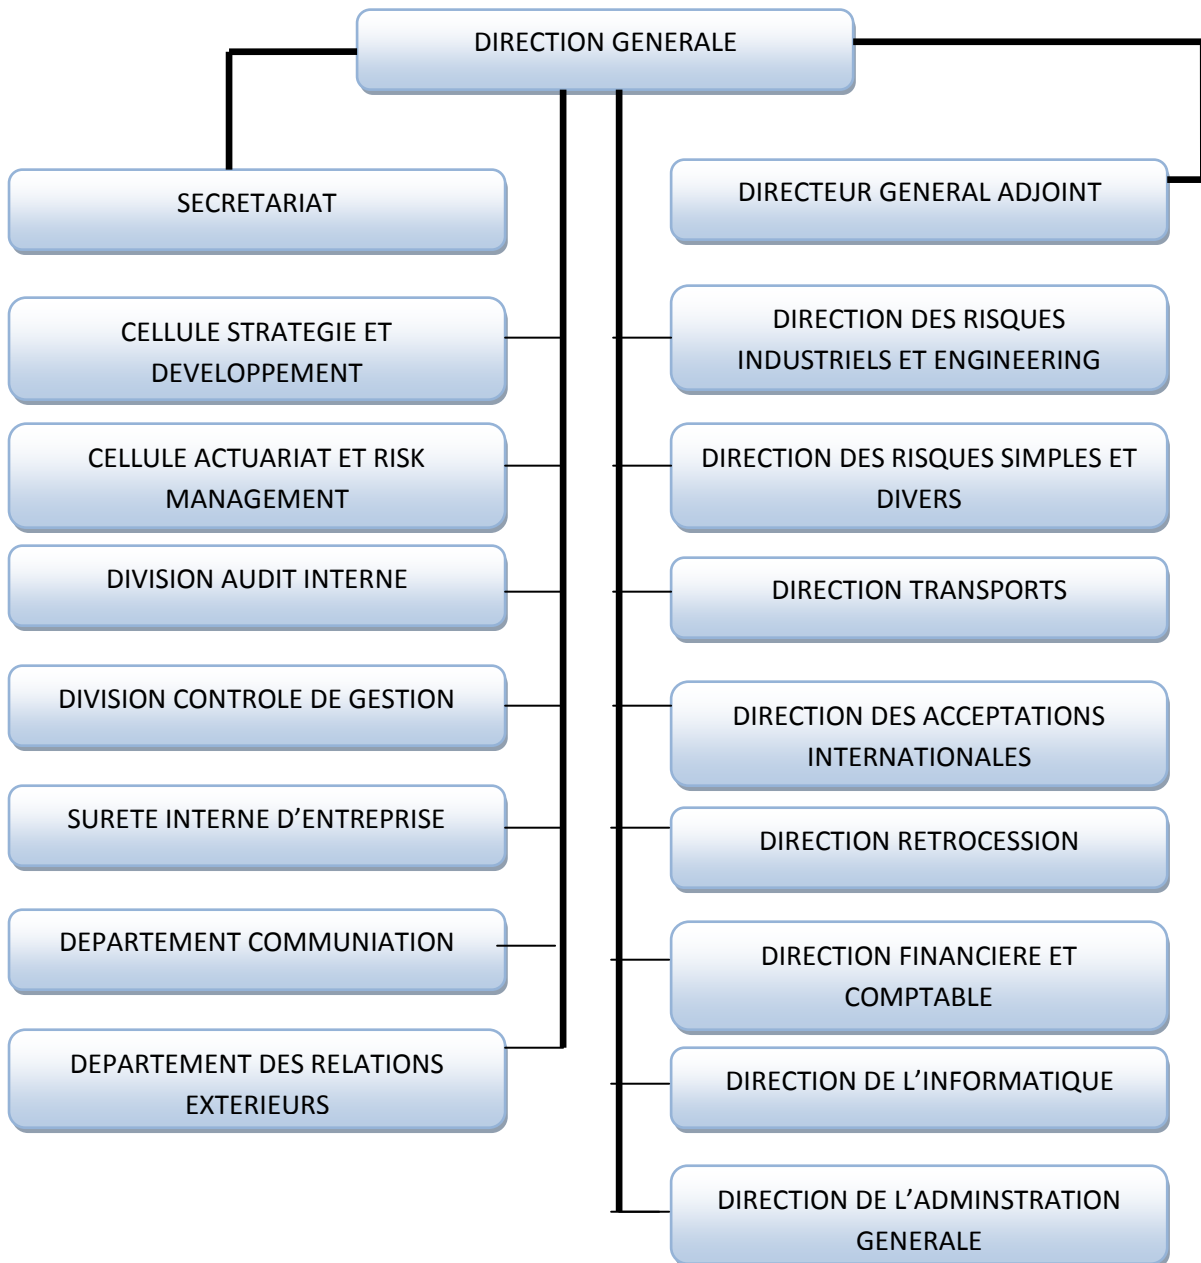 DIRECTION GENERALE
SECRETARIAT
DIRECTEUR GENERAL ADJOINT
CELLULE STRATEGIE ET
DEVELOPPEMENT
DIRECTION DES RISQUES
INDUSTRIELS ET ENGINEERING
CELLULE ACTUARIAT ET RISK
MANAGEMENT
DIRECTION DES RISQUES SIMPLES ET
DIVERS
DIVISION AUDIT INTERNE
DIRECTION TRANSPORTS
DIVISION CONTROLE DE GESTION
DIRECTION DES ACCEPTATIONS
INTERNATIONALES
SURETE INTERNE D’ENTREPRISE
DIRECTION RETROCESSION
DEPARTEMENT COMMUNIATION
DIRECTION FINANCIERE ET
COMPTABLE
DEPARTEMENT DES RELATIONS
EXTERIEURS
DIRECTION DE L’INFORMATIQUE
DIRECTION DE L’ADMINSTRATION
GENERALE